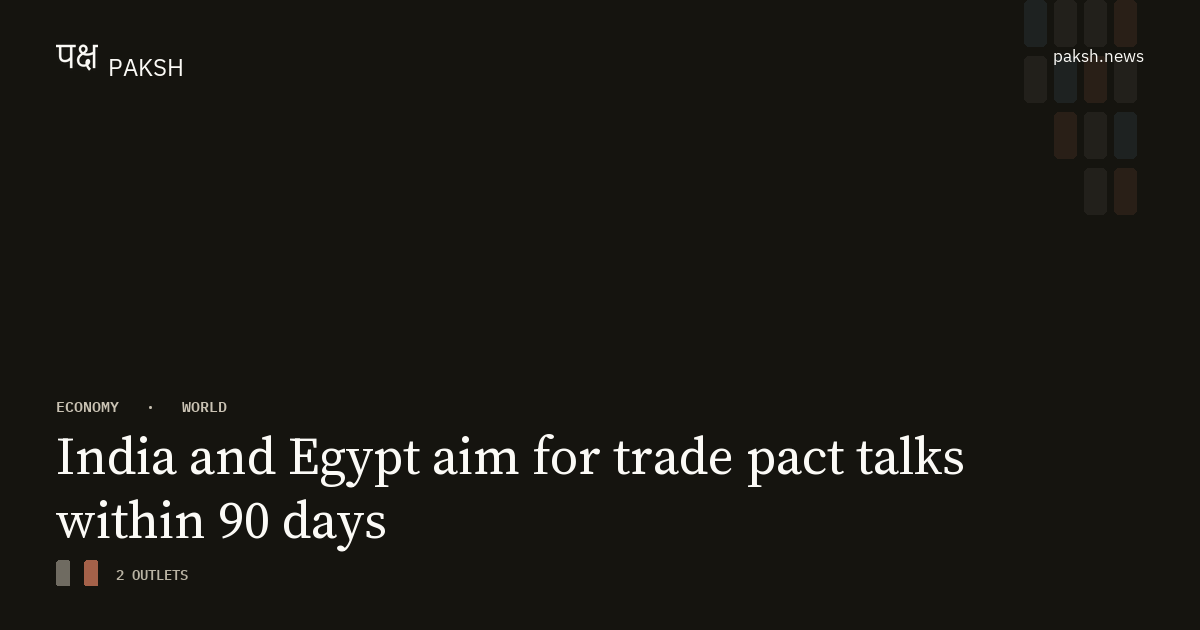 पक्ष PAKSH
paksh.news
ECONOMY · WORLD
India and Egypt aim for trade pact talks
within 90 days
2 OUTLETS